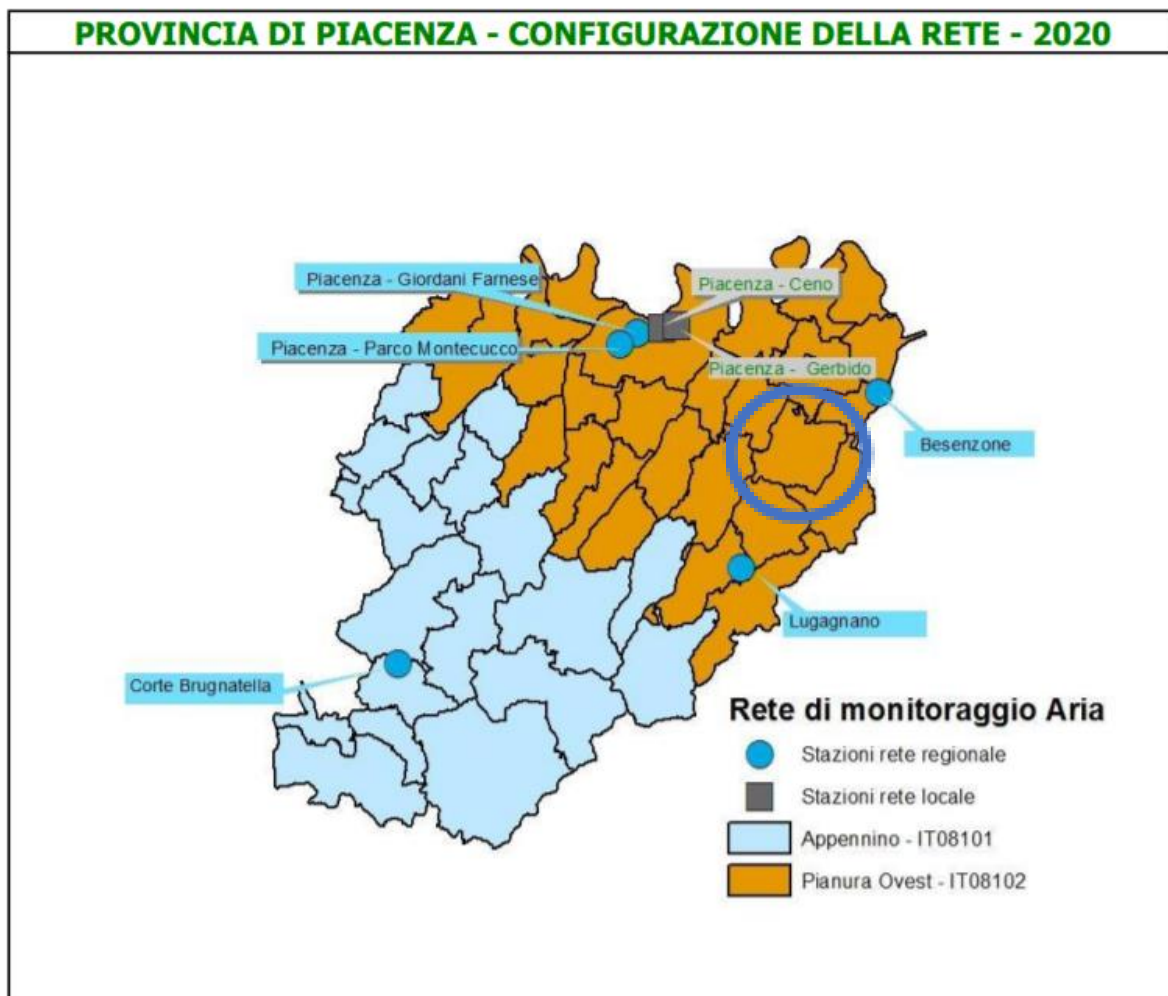 PROVINCIA DI PIACENZA - CONFIGURAZIONE DELLA RETE - 2020
Piacenza - Giordani Farnese
Piacenza - Ceno
Piacenza - Parco Montecucco
Piacenza - Gerbido
Besenzone
Lugagnano
Corte Brugnatella
Rete di monitoraggio Aria
Stazioni rete regionale
Stazioni rete locale
Appennino - IT08101
Pianura Ovest - IT08102